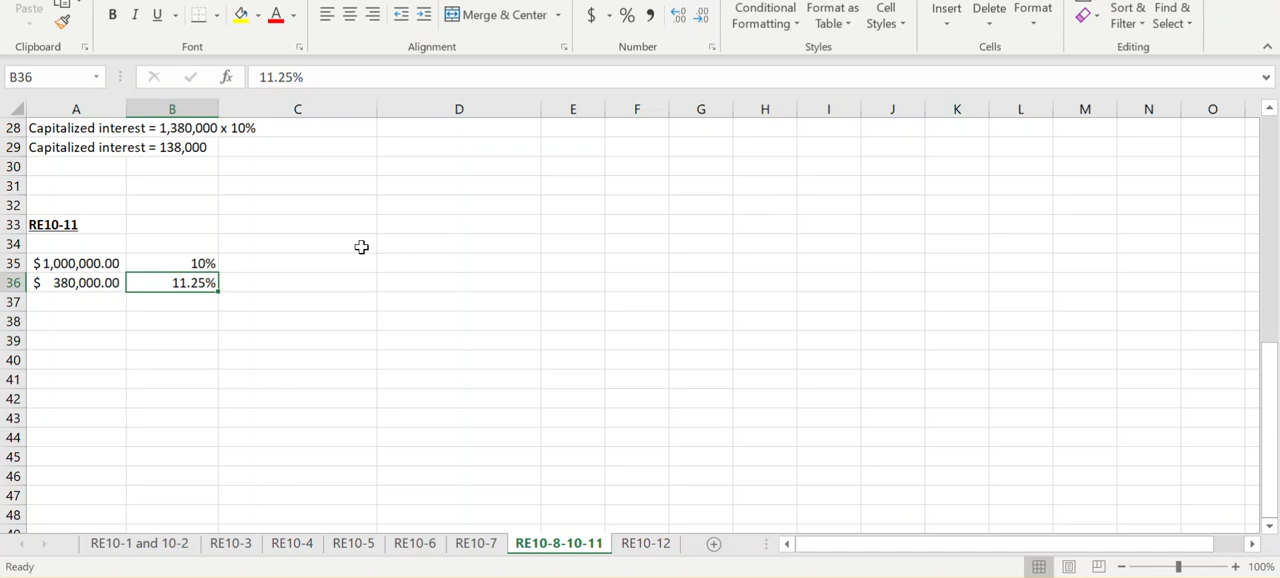 Paste
B I U A
Merge & Center
$ % , .00
Conditional Formatting Format as Table Cell Styles
Insert Delete Format
Sort & Filter Find & Select
Clipboard Font Alignment Number Styles Cells Editing
B36 fx 11.25%
A B C D E F G H I J K L M N O
28 Capitalized interest = 1,380,000 x 10%
29 Capitalized interest = 138,000
30
31
32
33 RE10-11
34
35 $1,000,000.00 10%
36 $ 380,000.00 11.25%
37
38
39
40
41
42
43
44
45
46
47
48
RE10-1 and 10-2 RE10-3 RE10-4 RE10-5 RE10-6 RE10-7 RE10-8-10-11 RE10-12
Ready 100%